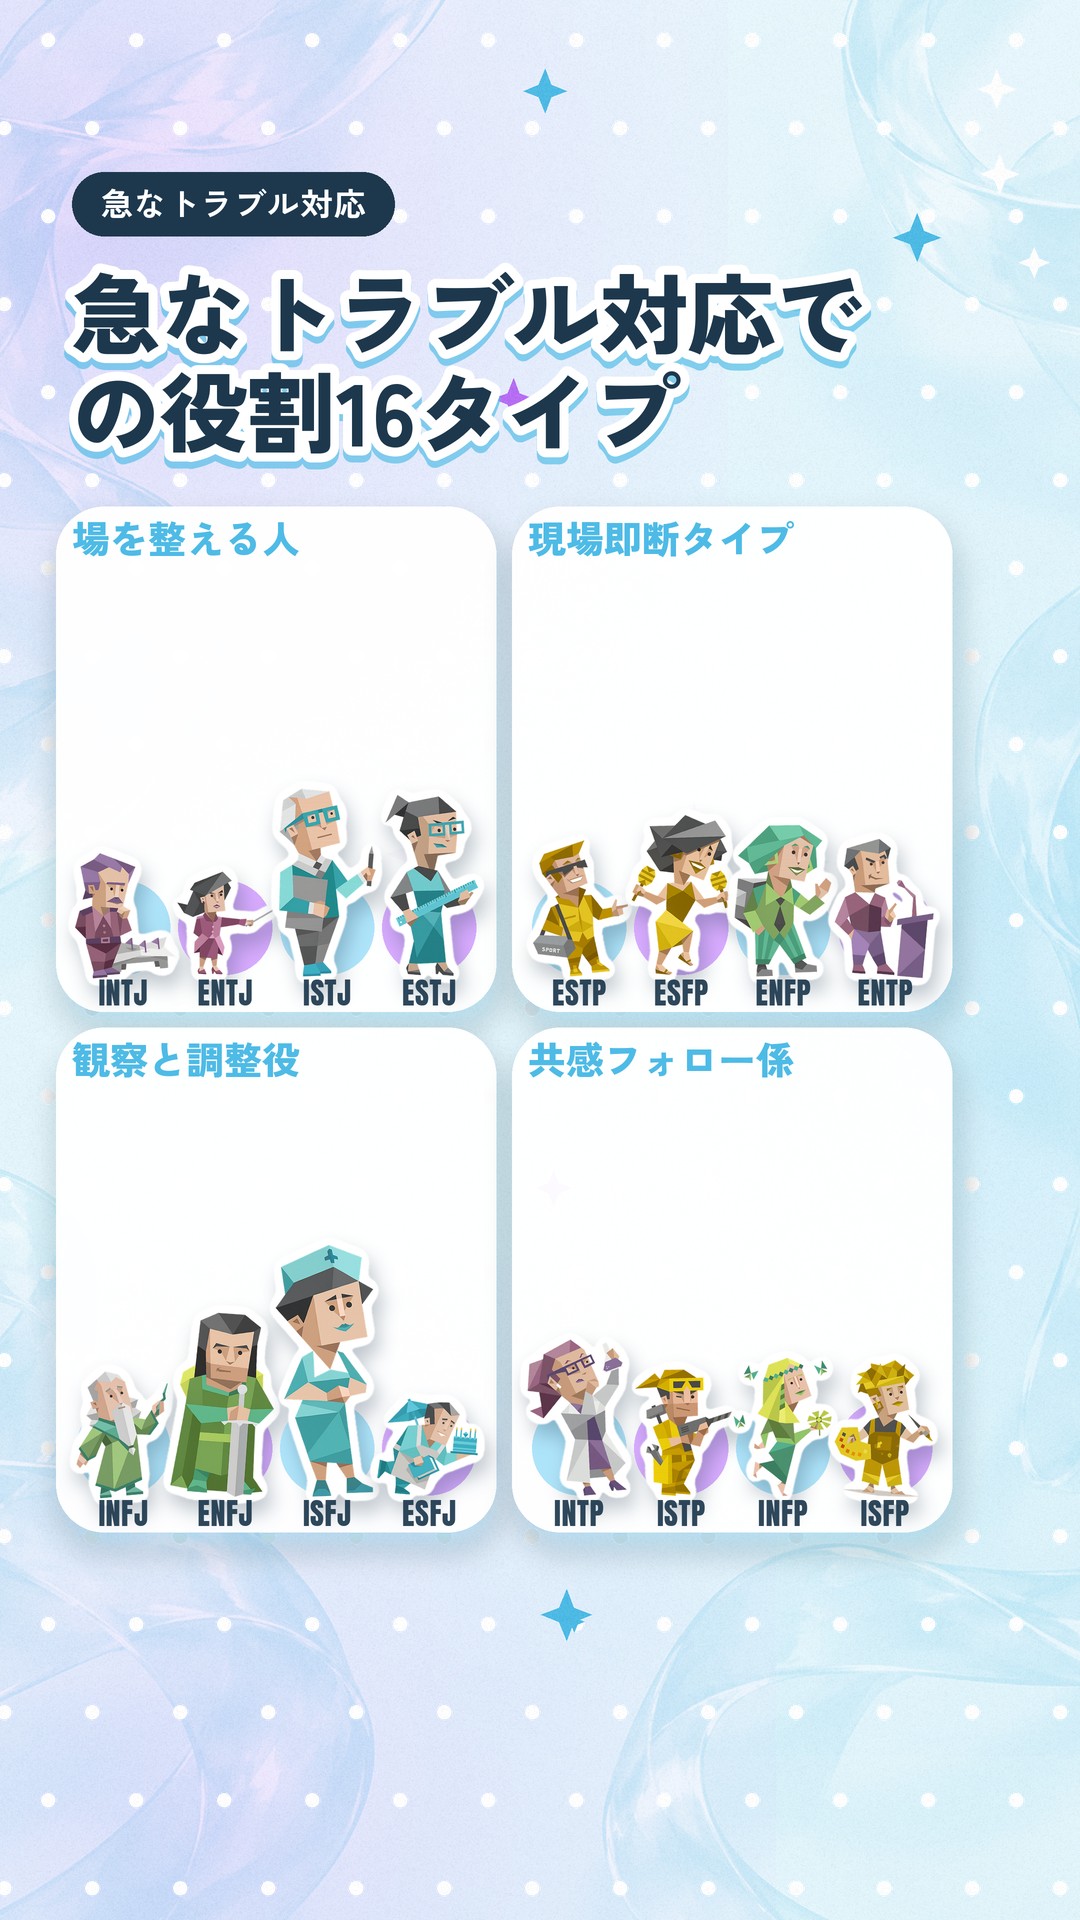 急なトラブル対応
急なトラブル対応で
の役割16タイプ
場を整える人
INTJ ENTJ ISTJ ESTJ
現場即断タイプ
SPORT
ESTP ESFP ENFP ENTP
観察と調整役
INFJ ENFJ ISFJ ESFJ
共感フォロー係
INTP ISTP INFP ISFP